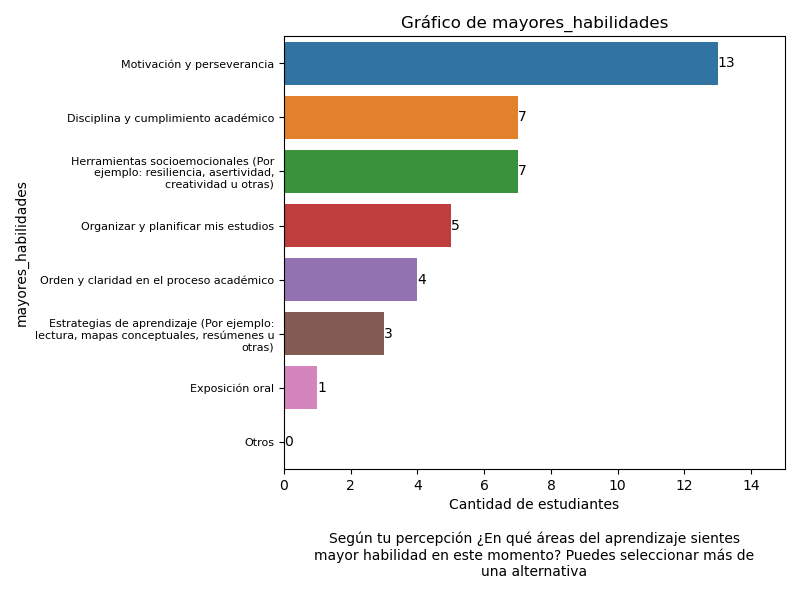 Gráfico de mayores_habilidades
mayores_habilidades
Motivación y perseverancia
13
Disciplina y cumplimiento académico
7
Herramientas socioemocionales (Por
ejemplo: resiliencia, asertividad,
creatividad u otras)
7
Organizar y planificar mis estudios
5
Orden y claridad en el proceso académico
4
Estrategias de aprendizaje (Por ejemplo:
lectura, mapas conceptuales, resúmenes u
otras)
3
Exposición oral
1
Otros
0
0 2 4 6 8 10 12 14
Cantidad de estudiantes
Según tu percepción ¿En qué áreas del aprendizaje sientes
mayor habilidad en este momento? Puedes seleccionar más de
una alternativa